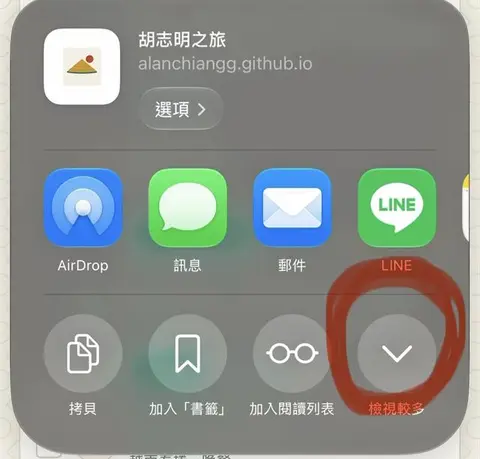 胡志明之旅
alanchiangg.github.io
選項
LINE
AirDrop
訊息
郵件
LINE
拷貝
加入「書籤」
加入閱讀列表
檢視較多